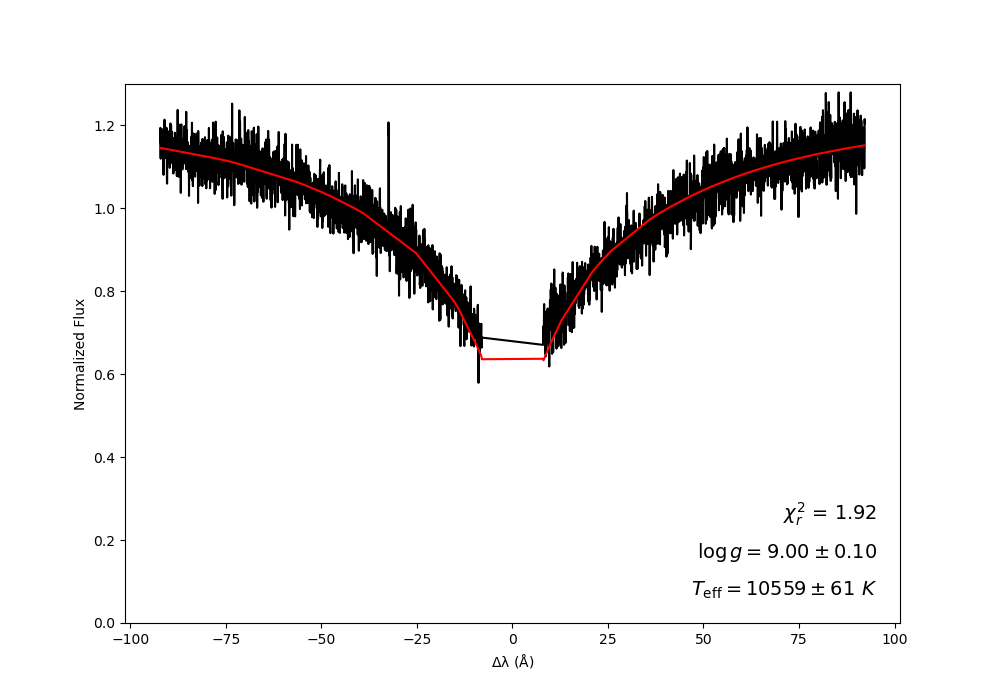 1.2
1.0
0.8
0.6
0.4
0.2
0.0
Normalized Flux
χ²ᵣ = 1.92
log g = 9.00 ± 0.10
T_eff = 10559 ± 61 K
−100 −75 −50 −25 0 25 50 75 100
Δλ (Å)